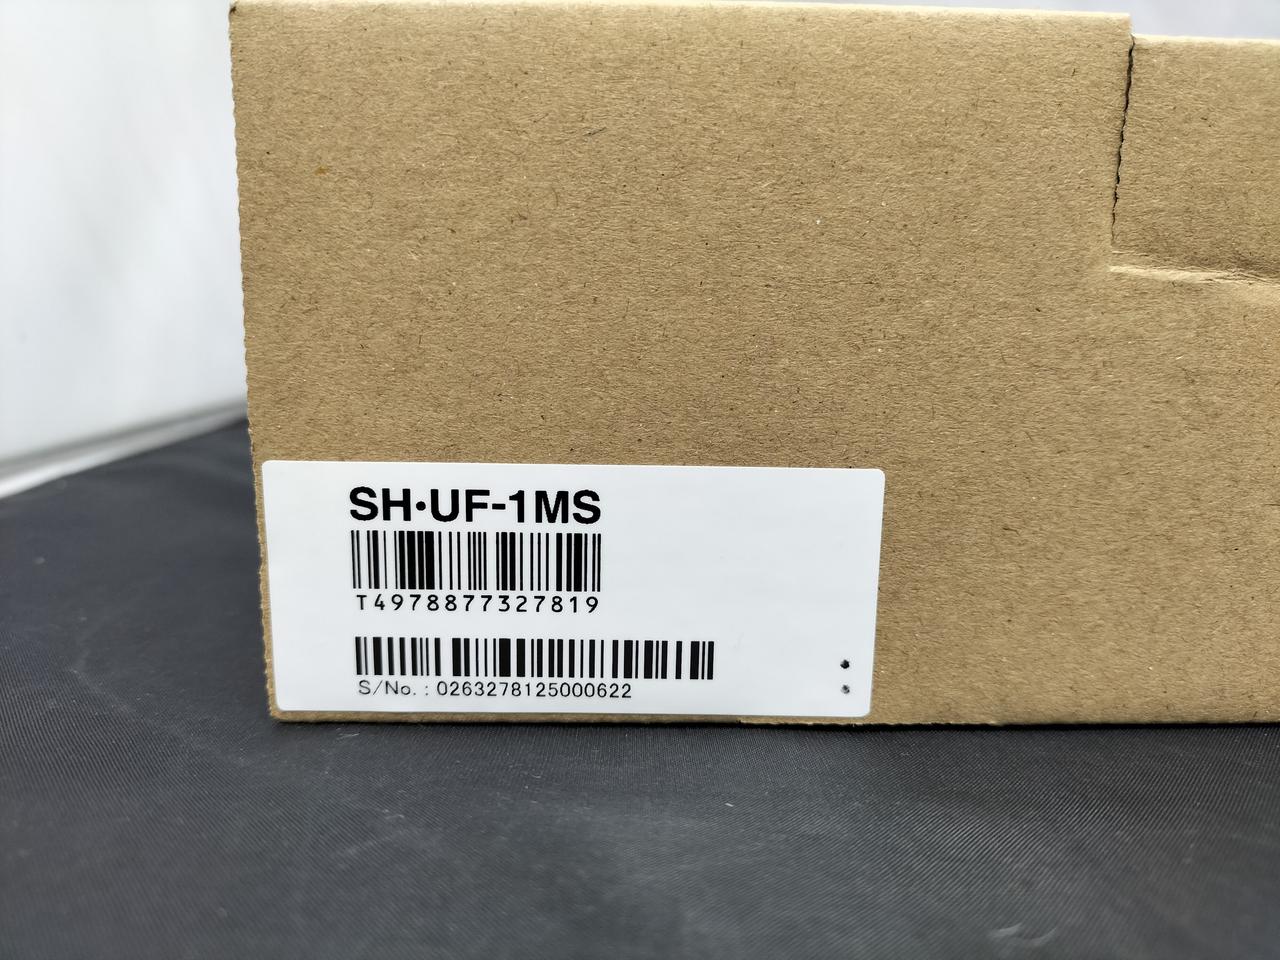 SH·UF-1MS
T4978877327819
S/No. : 0263278125000622